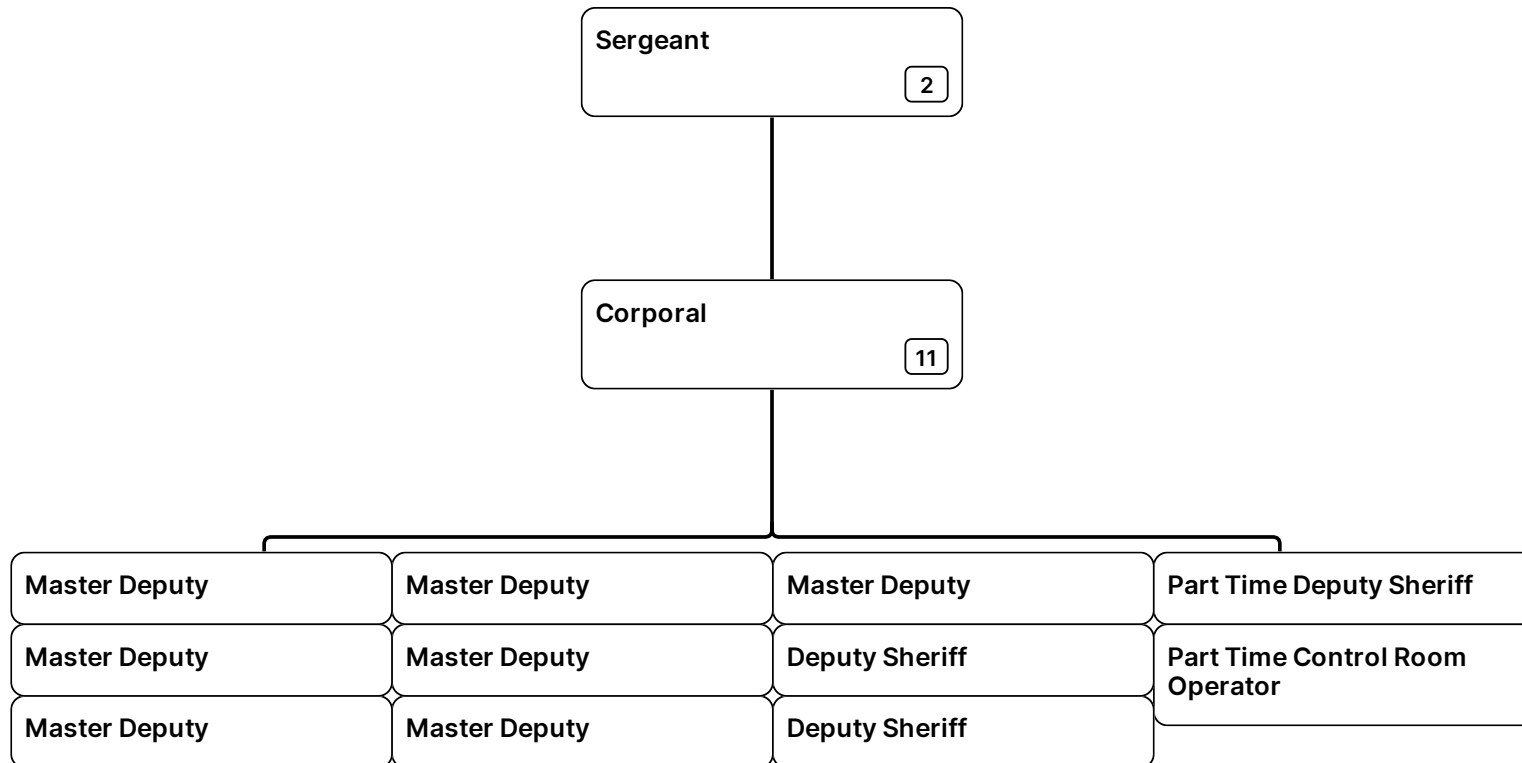 Sergeant
2
Corporal
11
Master Deputy
Master Deputy
Master Deputy
Part Time Deputy Sheriff
Master Deputy
Master Deputy
Deputy Sheriff
Part Time Control Room
Operator
Master Deputy
Master Deputy
Deputy Sheriff